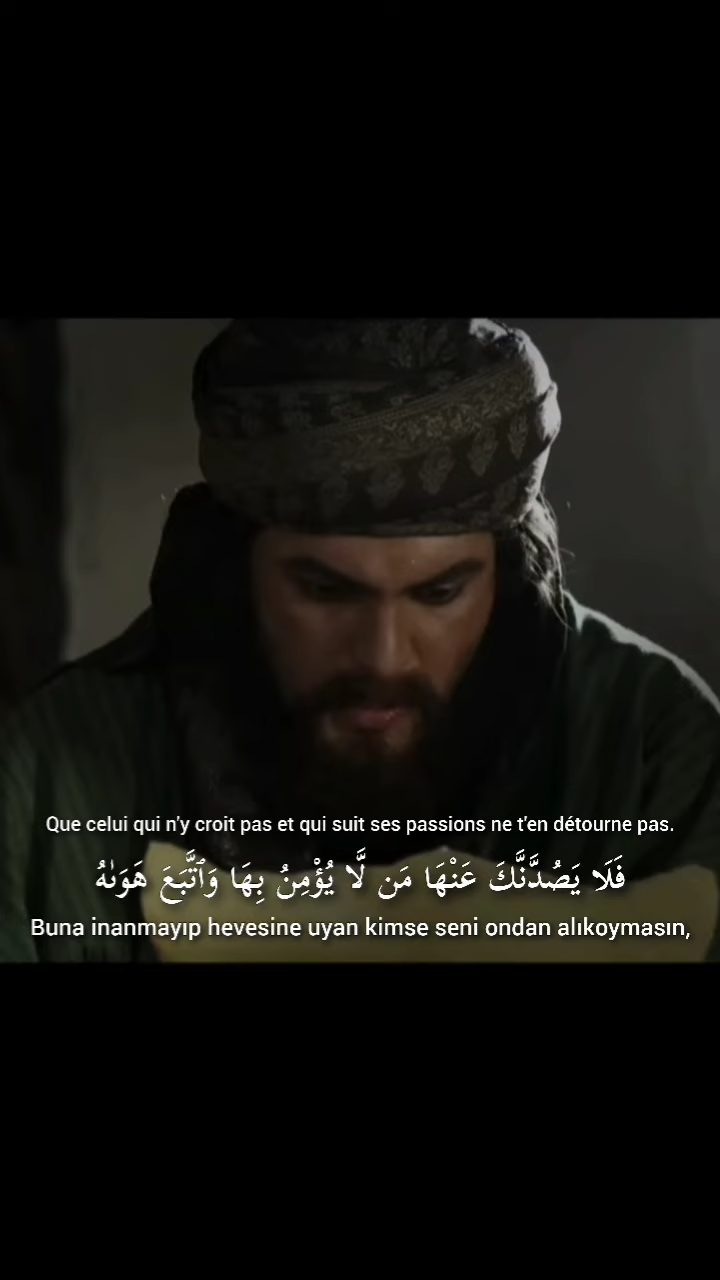 Que celui qui n'y croit pas et qui suit ses passions ne t'en détourne pas.
فَلَا يَصُدَّنَّكَ عَنْهَا مَن لَّا يُؤْمِنُ بِهَا وَٱتَّبَعَ هَوَىٰهُ
Buna inanmayıp hevesine uyan kimse seni ondan alıkoymasın,